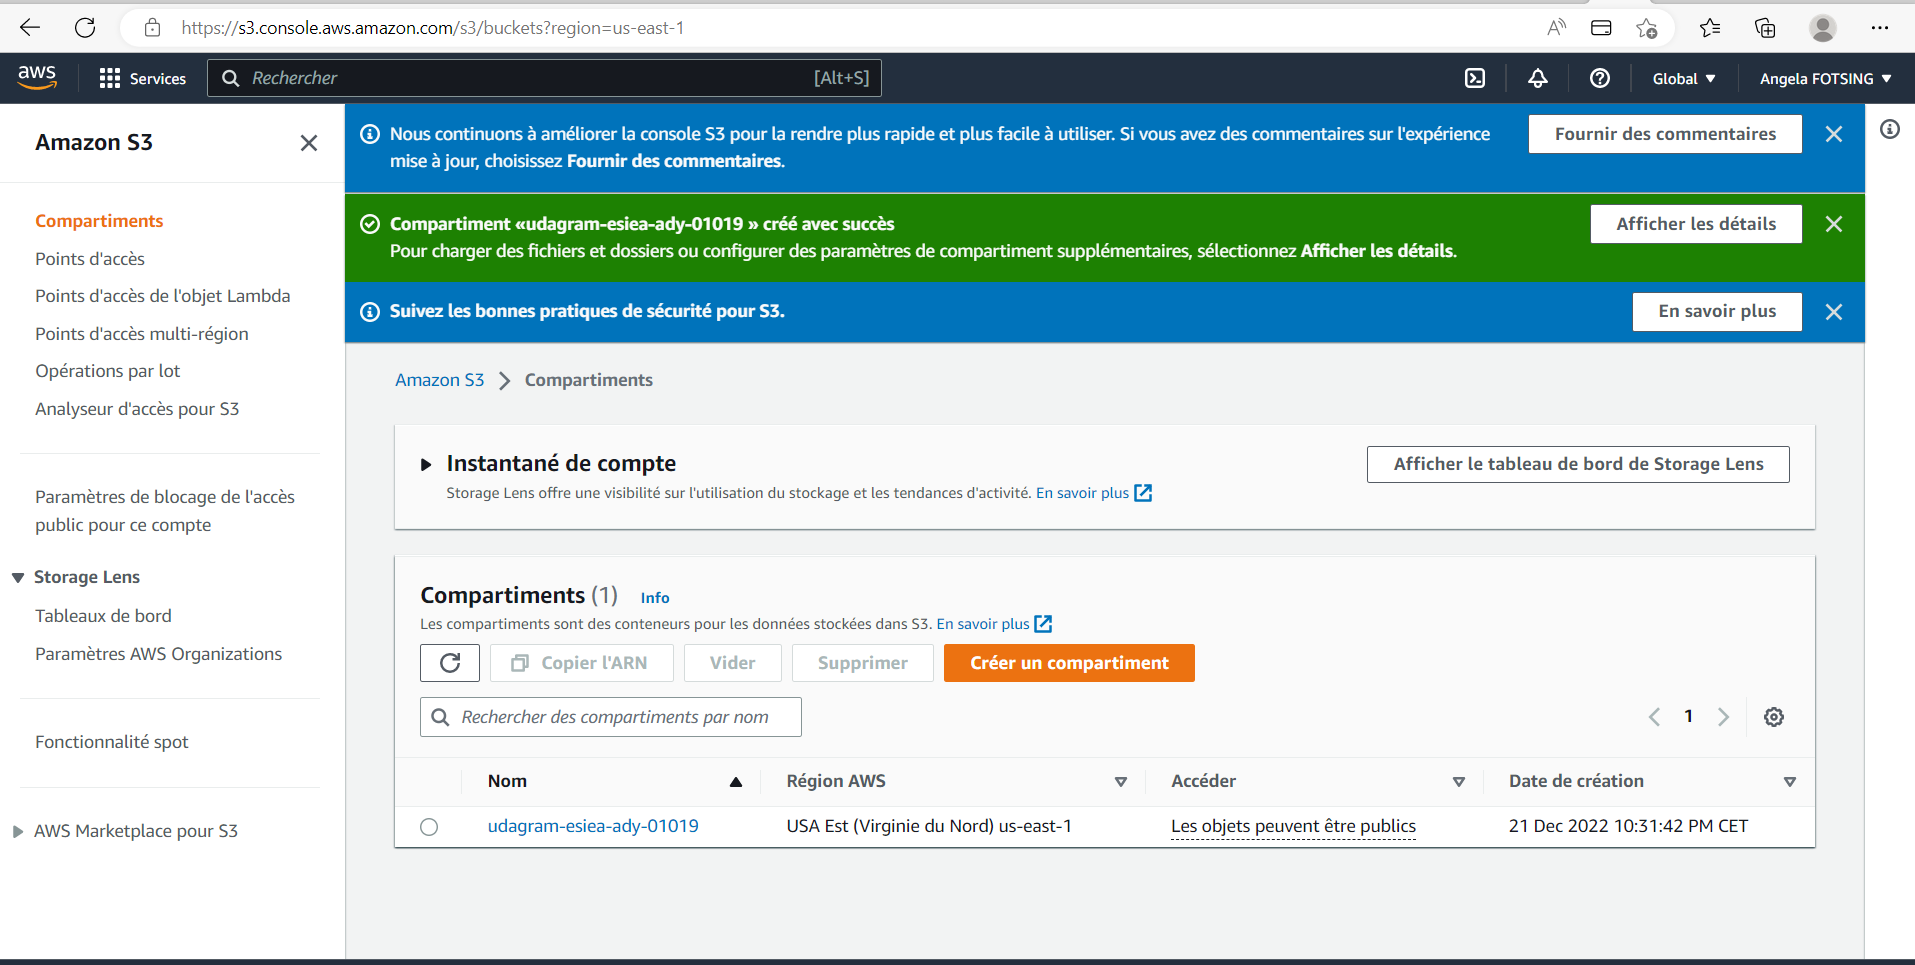 https://s3.console.aws.amazon.com/s3/buckets?region=us-east-1
aws
Services
Rechercher
[Alt+S]
Global
Angela FOTSING
Amazon S3
Compartiments
Points d'accès
Points d'accès de l'objet Lambda
Points d'accès multi-région
Opérations par lot
Analyseur d'accès pour S3
Paramètres de blocage de l'accès
public pour ce compte
Storage Lens
Tableaux de bord
Paramètres AWS Organizations
Fonctionnalité spot
AWS Marketplace pour S3
Nous continuons à améliorer la console S3 pour la rendre plus rapide et plus facile à utiliser. Si vous avez des commentaires sur l'expérience
mise à jour, choisissez Fournir des commentaires.
Fournir des commentaires
Compartiment «udagram-esiea-ady-01019 » créé avec succès
Pour charger des fichiers et dossiers ou configurer des paramètres de compartiment supplémentaires, sélectionnez Afficher les détails.
Afficher les détails
Suivez les bonnes pratiques de sécurité pour S3.
En savoir plus
Amazon S3 > Compartiments
Instantané de compte
Storage Lens offre une visibilité sur l'utilisation du stockage et les tendances d'activité. En savoir plus
Afficher le tableau de bord de Storage Lens
Compartiments (1) Info
Les compartiments sont des conteneurs pour les données stockées dans S3. En savoir plus
Copier l'ARN
Vider
Supprimer
Créer un compartiment
Rechercher des compartiments par nom
1
Nom
Région AWS
Accéder
Date de création
udagram-esiea-ady-01019
USA Est (Virginie du Nord) us-east-1
Les objets peuvent être publics
21 Dec 2022 10:31:42 PM CET